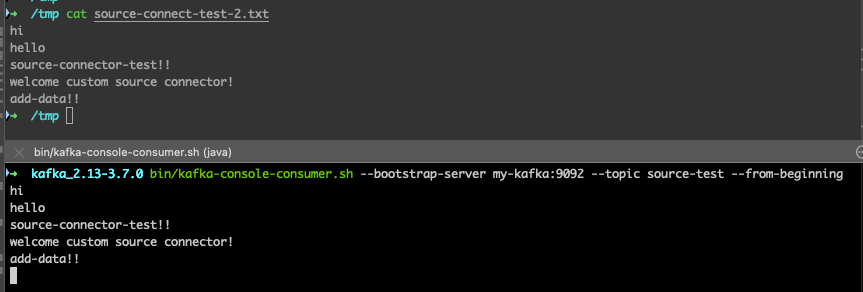 ➜ /tmp cat source-connect-test-2.txt
hi
hello
source-connector-test!!
welcome custom source connector!
add-data!!
➜ /tmp
bin/kafka-console-consumer.sh (java)
➜ kafka_2.13-3.7.0 bin/kafka-console-consumer.sh --bootstrap-server my-kafka:9092 --topic source-test --from-beginning
hi
hello
source-connector-test!!
welcome custom source connector!
add-data!!